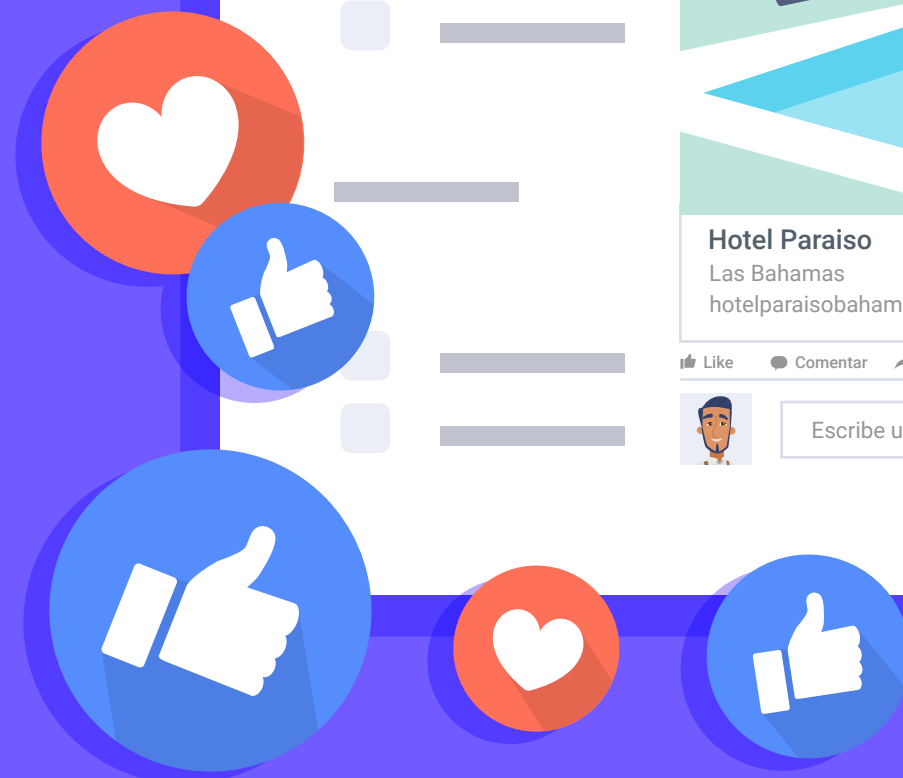 Hotel Paraiso
Las Bahamas
hotelparaisobaham
Like Comentar
Escribe u